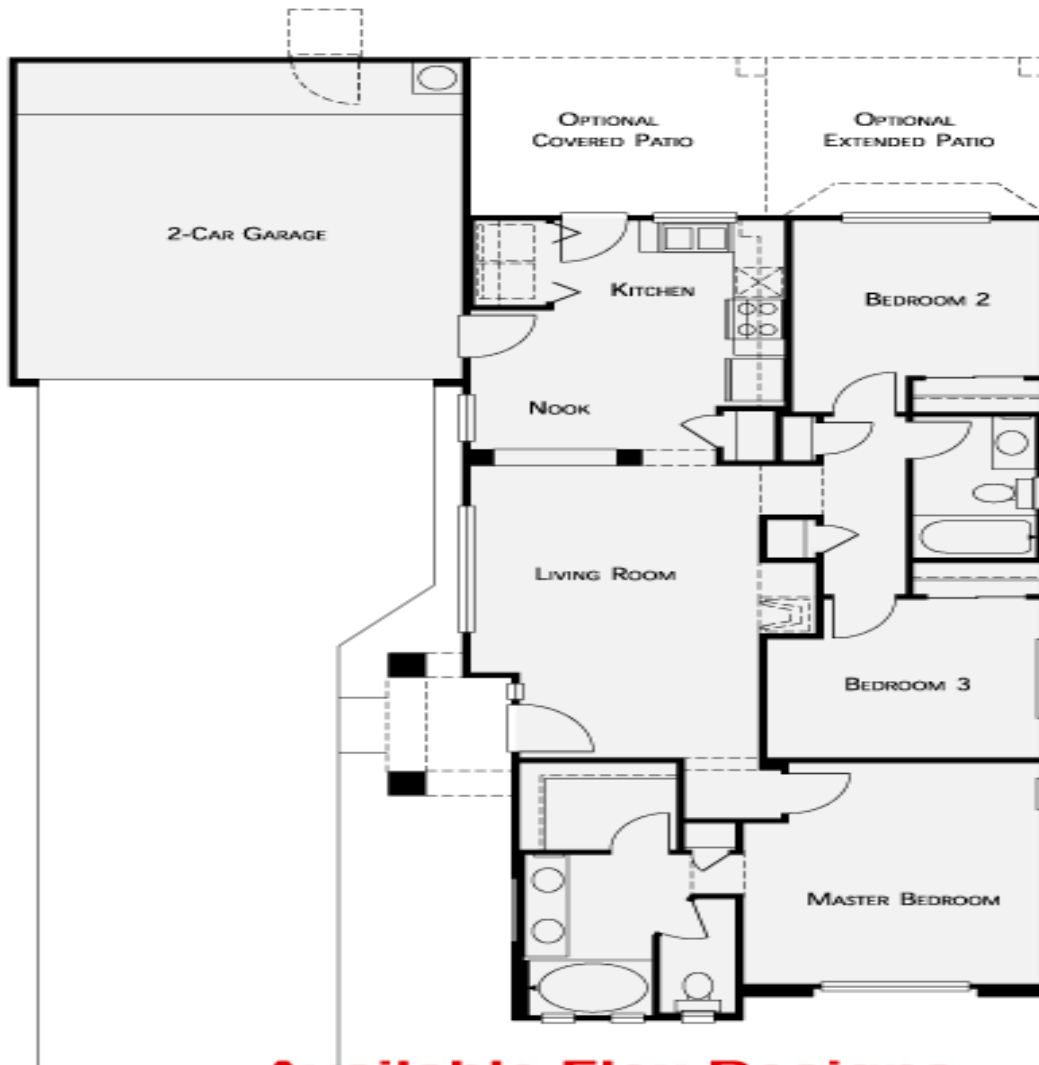 Optional
Covered Patio
Optional
Extended Patio
2-Car Garage
Kitchen
Bedroom 2
Nook
Living Room
Bedroom 3
Master Bedroom